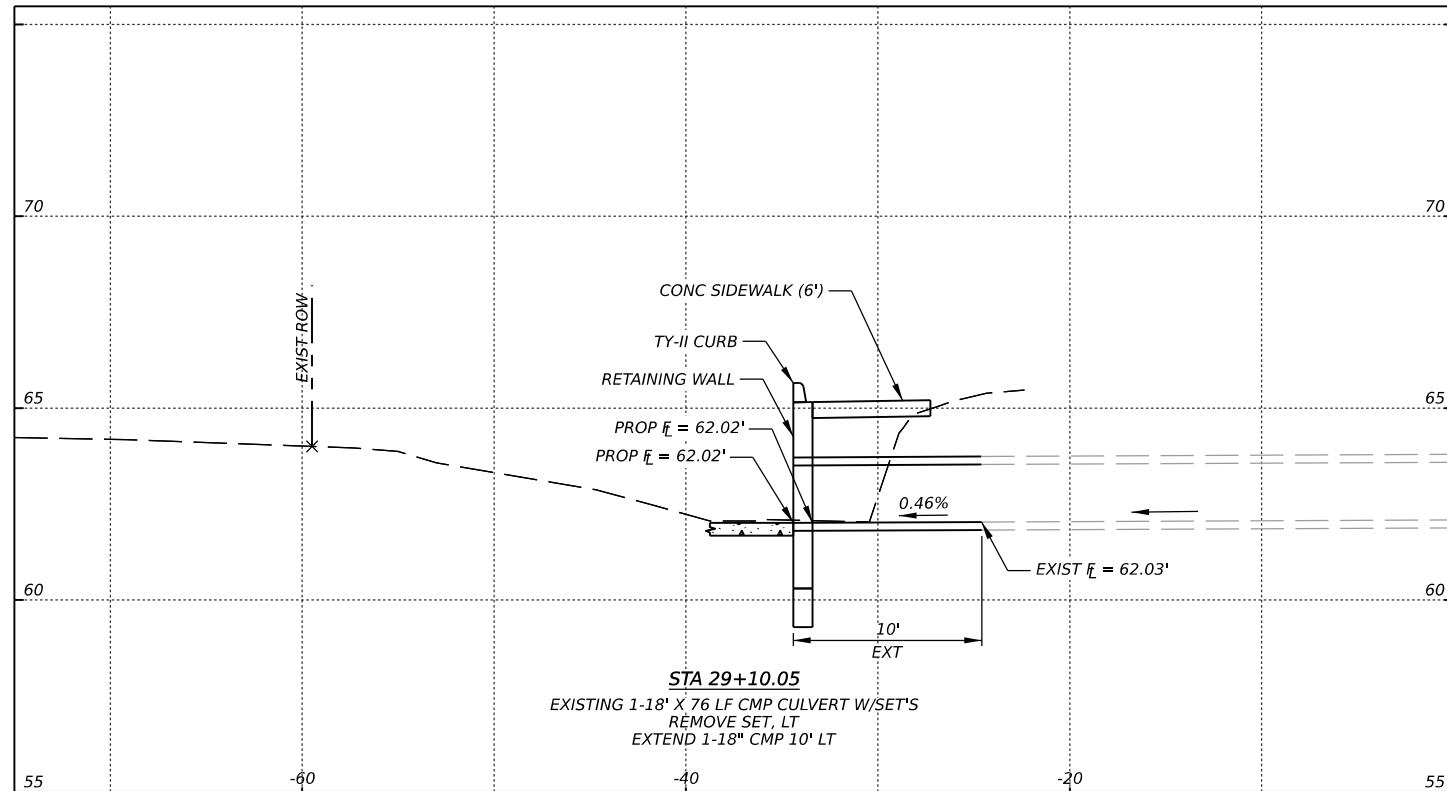 70
70
CONC SIDEWALK (6')
EXIST ROW
TY-II CURB
RETAINING WALL
65
65
PROP FL = 62.02'
PROP FL = 62.02'
0.46%
EXIST FL = 62.03'
60
60
10'
EXT
STA 29+10.05
EXISTING 1-18' X 76 LF CMP CULVERT W/SET'S
REMOVE SET, LT
EXTEND 1-18" CMP 10' LT
55
-60
-40
-20
55